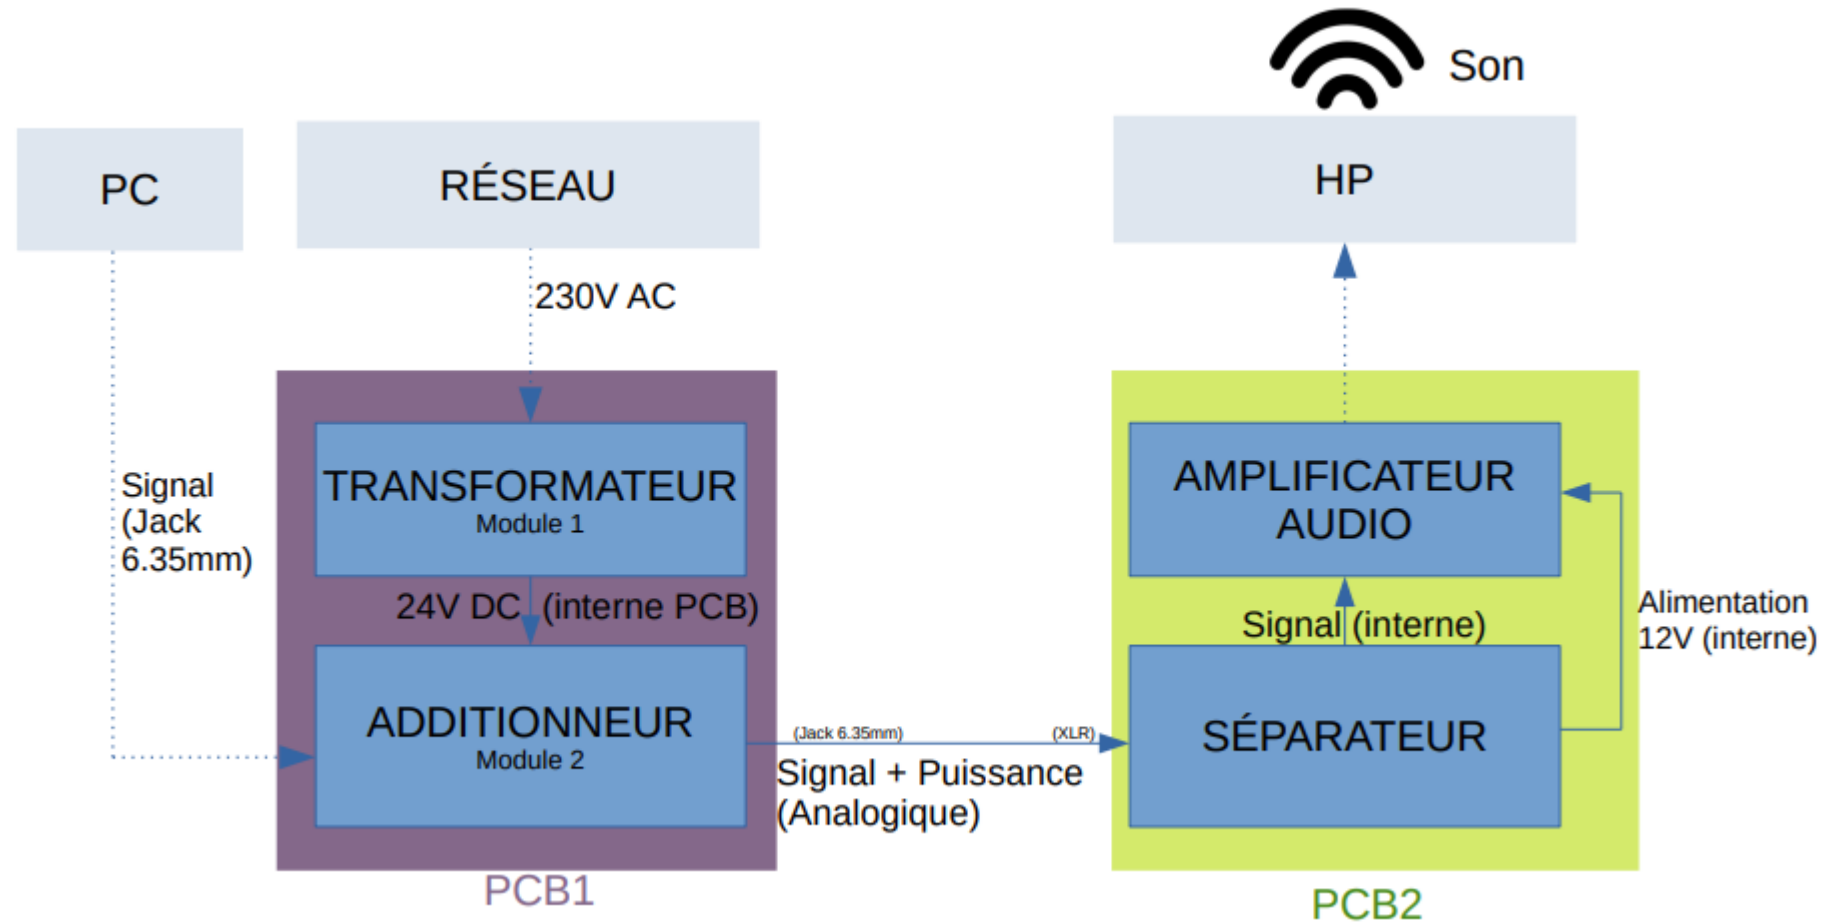 Son
PC
RÉSEAU
HP
230V AC
Signal
(Jack
6.35mm)
TRANSFORMATEUR
Module 1
24V DC (interne PCB)
ADDITIONNEUR
Module 2
PCB1
(Jack 6.35mm)
(XLR)
Signal + Puissance
(Analogique)
AMPLIFICATEUR
AUDIO
Signal (interne)
Alimentation
12V (interne)
SÉPARATEUR
PCB2